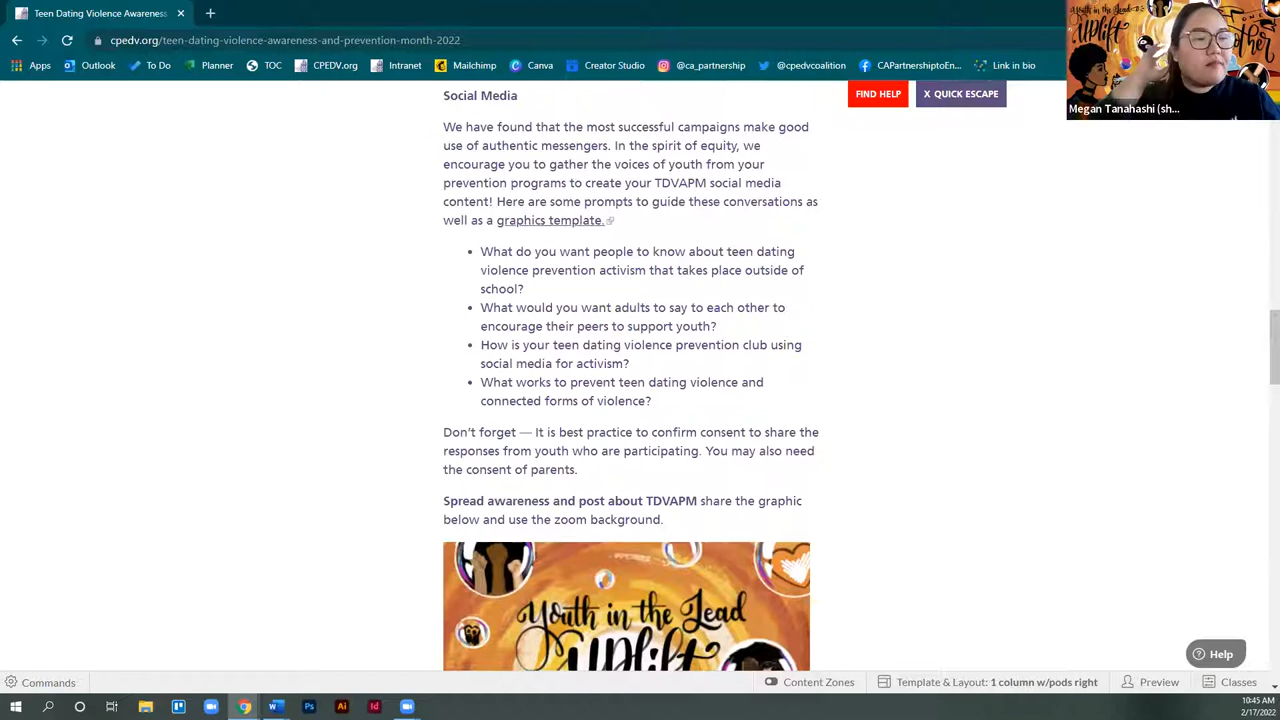 Teen Dating Violence Awareness
cpedv.org/teen-dating-violence-awareness-and-prevention-month-2022
Apps
Outlook
To Do
Planner
TOC
CPEDV.org
Intranet
Mailchimp
Canva
Creator Studio
@ca_partnership
@cpedvcoalition
CAPartnershiptoEn...
Link in bio
Youth in the Lead
UPlift
ONE
Megan Tanahashi (sh...
FIND HELP
X QUICK ESCAPE
Social Media
We have found that the most successful campaigns make good
use of authentic messengers. In the spirit of equity, we
encourage you to gather the voices of youth from your
prevention programs to create your TDVAPM social media
content! Here are some prompts to guide these conversations as
well as a graphics template.
• What do you want people to know about teen dating
violence prevention activism that takes place outside of
school?
• What would you want adults to say to each other to
encourage their peers to support youth?
• How is your teen dating violence prevention club using
social media for activism?
• What works to prevent teen dating violence and
connected forms of violence?
Don't forget — It is best practice to confirm consent to share the
responses from youth who are participating. You may also need
the consent of parents.
Spread awareness and post about TDVAPM share the graphic
below and use the zoom background.
Youth in the Lead
UPlift
Help
Commands
Content Zones
Template & Layout: 1 column w/pods right
Preview
Classes
10:45 AM
2/17/2022